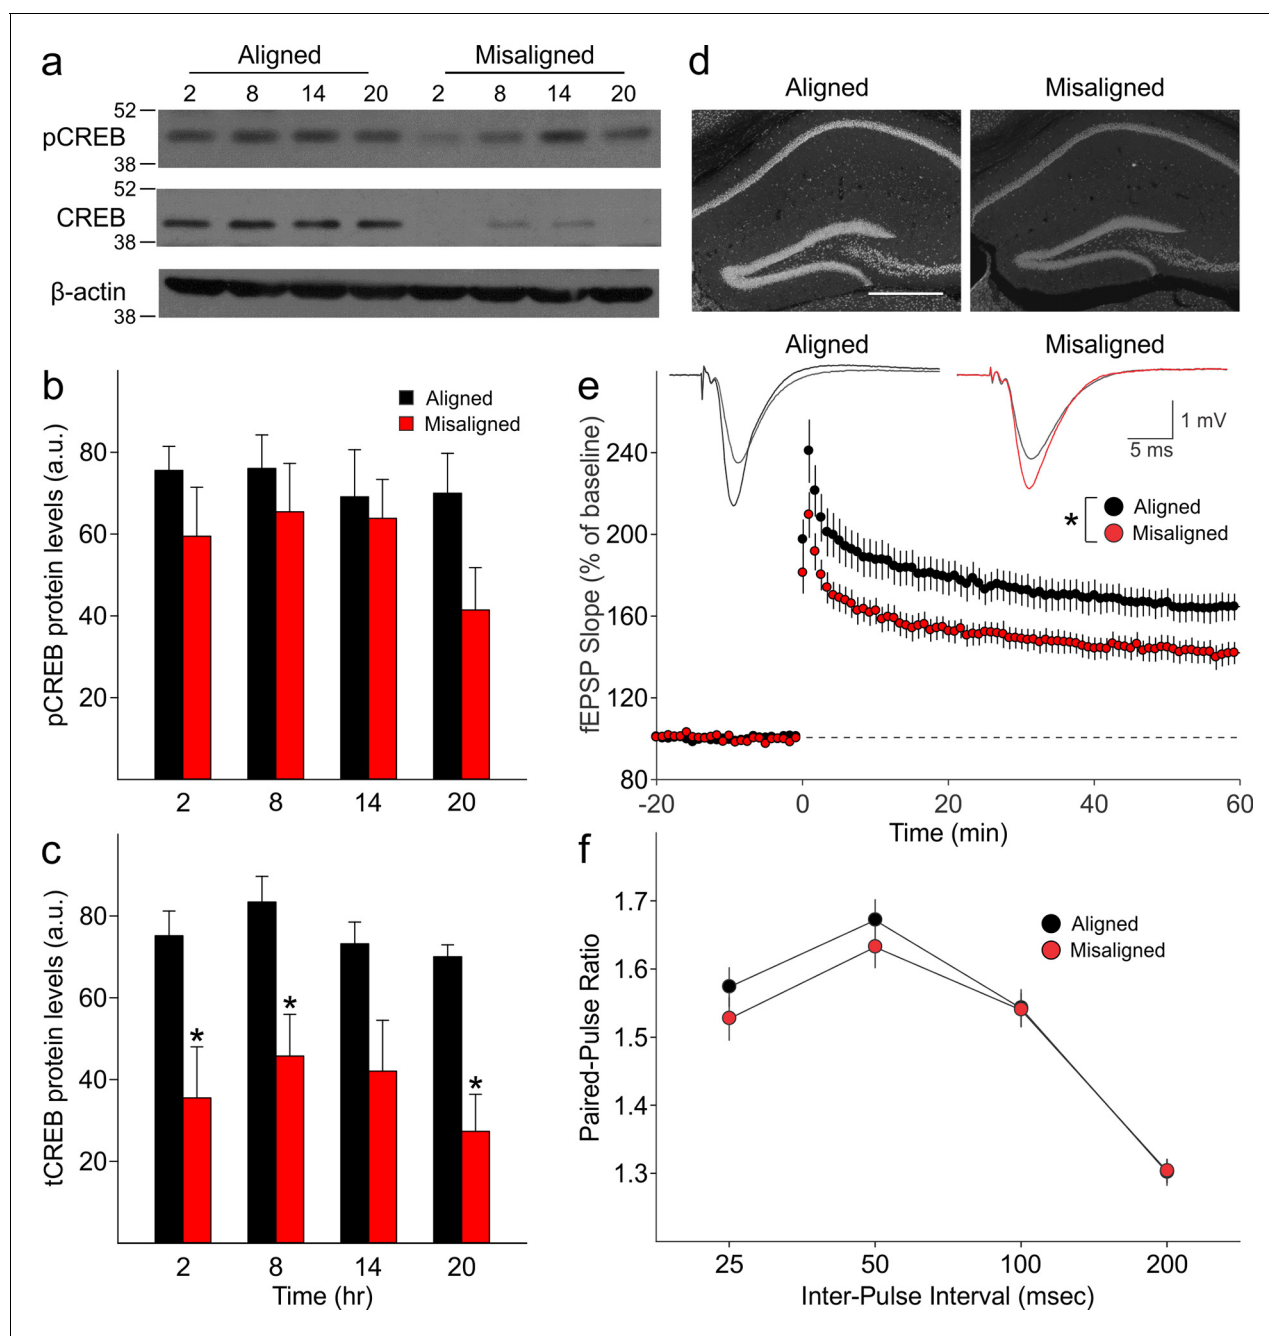 a
Aligned
Misaligned
2 8 14 20 2 8 14 20
52
pCREB
38
52
CREB
38
β-actin
38
d
Aligned
Misaligned
b
Aligned
Misaligned
pCREB protein levels (a.u.)
80
60
40
20
2 8 14 20
c
tCREB protein levels (a.u.)
80
60
40
20
*
*
*
2 8 14 20
Time (hr)
e
Aligned
Misaligned
1 mV
5 ms
fEPSP Slope (% of baseline)
240
200
160
120
80
* Aligned
Misaligned
-20 0 20 40 60
Time (min)
f
Paired-Pulse Ratio
1.7
1.6
1.5
1.4
1.3
Aligned
Misaligned
25 50 100 200
Inter-Pulse Interval (msec)